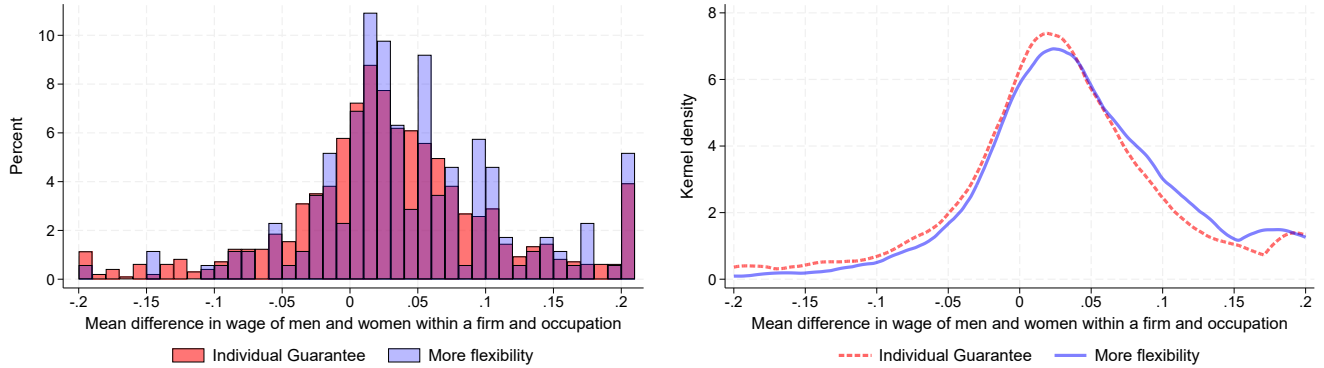 Percent
10
8
6
4
2
0
-.2 -.15 -.1 -.05 0 .05 .1 .15 .2
Mean difference in wage of men and women within a firm and occupation
Individual Guarantee More flexibility
Kernel density
8
6
4
2
0
-.2 -.15 -.1 -.05 0 .05 .1 .15 .2
Mean difference in wage of men and women within a firm and occupation
Individual Guarantee More flexibility